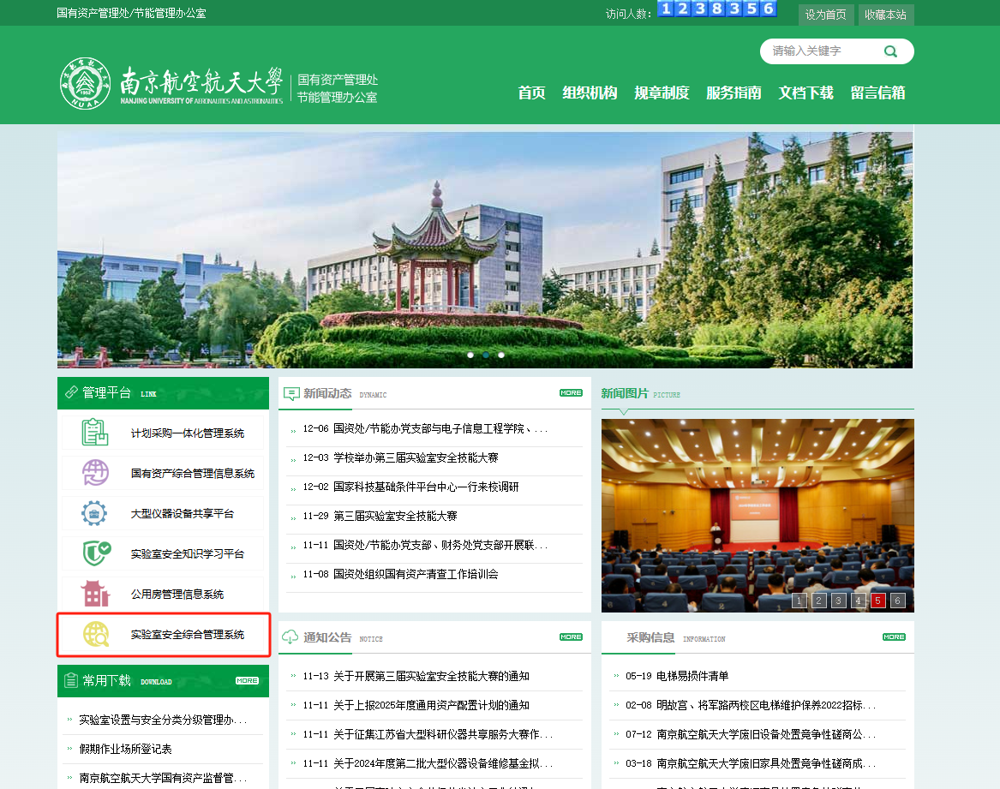 国有资产管理处/节能管理办公室
访问人数： 1238356 设为首页 收藏本站
请输入关键字
南京航空航天大學
NANJING UNIVERSITY OF AERONAUTICS AND ASTRONAUTICS
国有资产管理处
节能管理办公室
NUAA
1952
首页 组织机构 规章制度 服务指南 文档下载 留言信箱
管理平台 LINK
计划采购一体化管理系统
国有资产综合管理信息系统
大型仪器设备共享平台
实验室安全知识学习平台
公用房管理信息系统
实验室安全综合管理系统
常用下载 DOWNLOAD MORE
实验室设置与安全分类分级管理办...
假期作业场所登记表
南京航空航天大学国有资产监督管...
新闻动态 DYNAMIC MORE
12-06 国资处/节能办党支部与电子信息工程学院、...
12-03 学校举办第三届实验室安全技能大赛
12-02 国家科技基础条件平台中心一行来校调研
11-29 第三届实验室安全技能大赛
11-11 国资处/节能办党支部、财务处党支部开展联...
11-08 国资处组织国有资产清查工作培训会
新闻图片 PICTURE
1 2 3 4 5 6
通知公告 NOTICE MORE
11-13 关于开展第三届实验室安全技能大赛的通知
11-11 关于上报2025年度通用资产配置计划的通知
11-11 关于征集江苏省大型科研仪器共享服务大赛作...
11-11 关于2024年度第二批大型仪器设备维修基金拟...
采购信息 INFORMATION MORE
05-19 电梯易损件清单
02-08 明故宫、将军路两校区电梯维护保养2022招标...
07-12 南京航空航天大学废旧设备处置竞争性磋商公...
03-18 南京航空航天大学废旧家具处置竞争性磋商成...